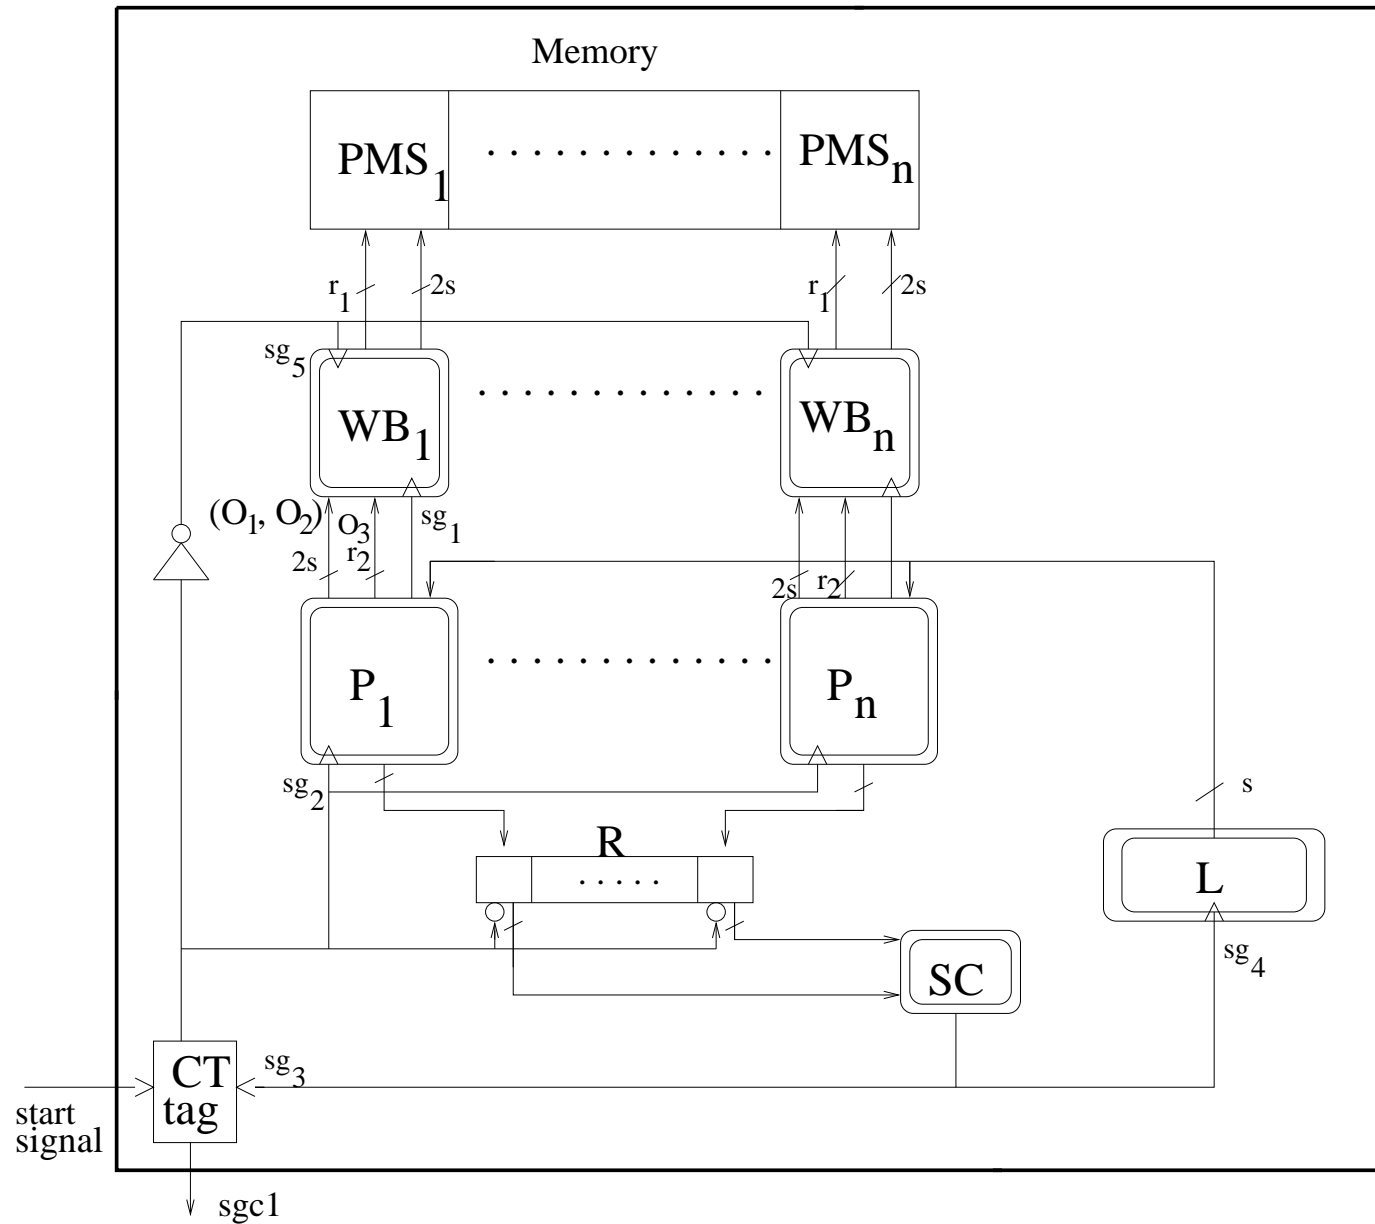 Memory
PMS1 . . . . . . . . . . . . . PMSn
r1 2s r1 2s
sg5
WB1 . . . . . . . . . . . . . WBn
(O1, O2) O3 sg1
2s r2 2s r2
P1 . . . . . . . . . . . . . Pn
sg2 s
R
. . . . .
L
SC sg4
CT tag sg3
start signal
sgc1